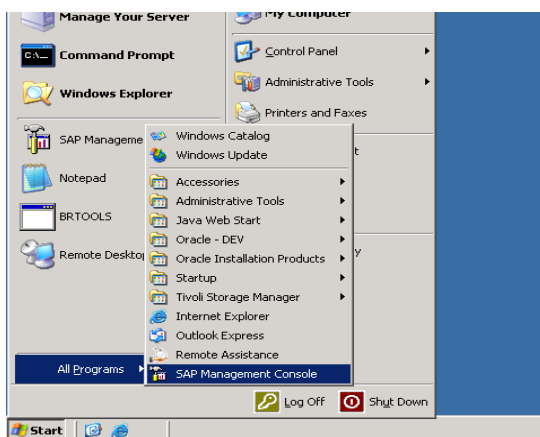 Manage Your Server
My Computer
C:\_
Command Prompt
Control Panel
Windows Explorer
Administrative Tools
Printers and Faxes
SAP Manageme
Windows Catalog
Windows Update
t
Notepad
Accessories
Administrative Tools
BRTOOLS
Java Web Start
Oracle - DEV
Remote Desktop
y
Oracle Installation Products
Startup
Tivoli Storage Manager
Internet Explorer
Outlook Express
Remote Assistance
All Programs
SAP Management Console
Log Off
Shut Down
Start